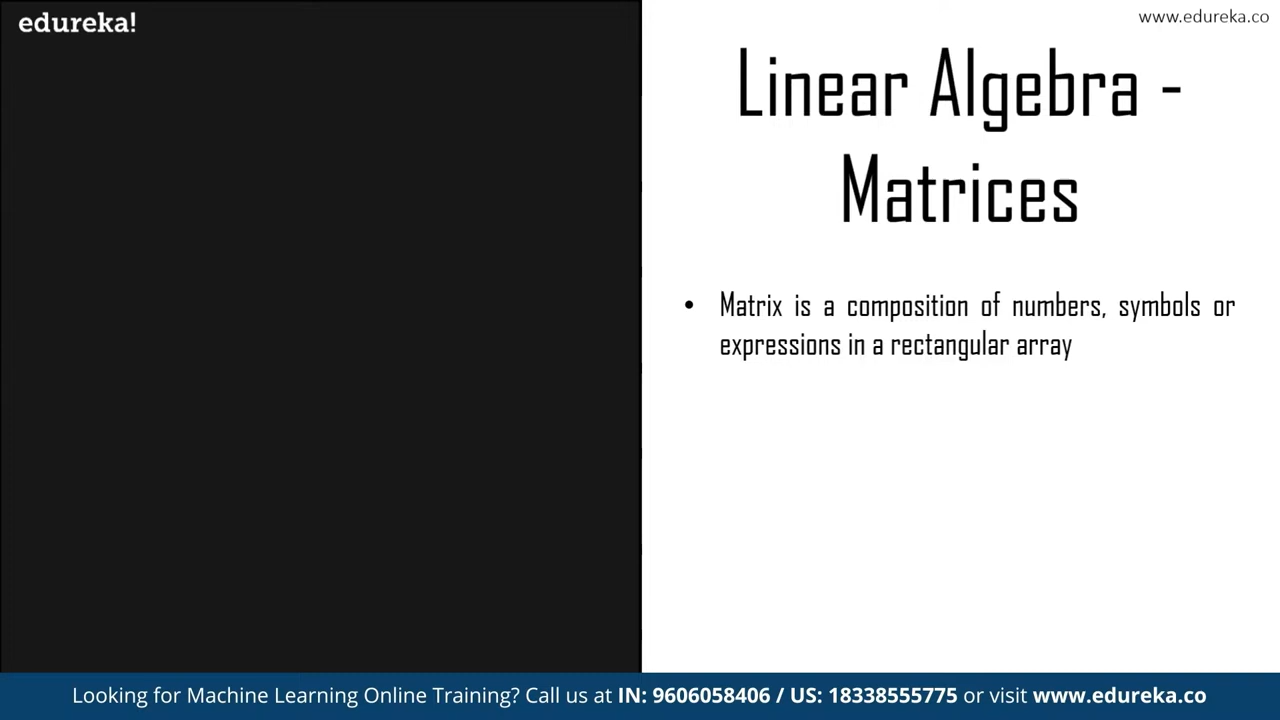 edureka!
www.edureka.co
Linear Algebra -
Matrices
• Matrix is a composition of numbers, symbols or
expressions in a rectangular array
Looking for Machine Learning Online Training? Call us at IN: 9606058406 / US: 18338555775 or visit www.edureka.co